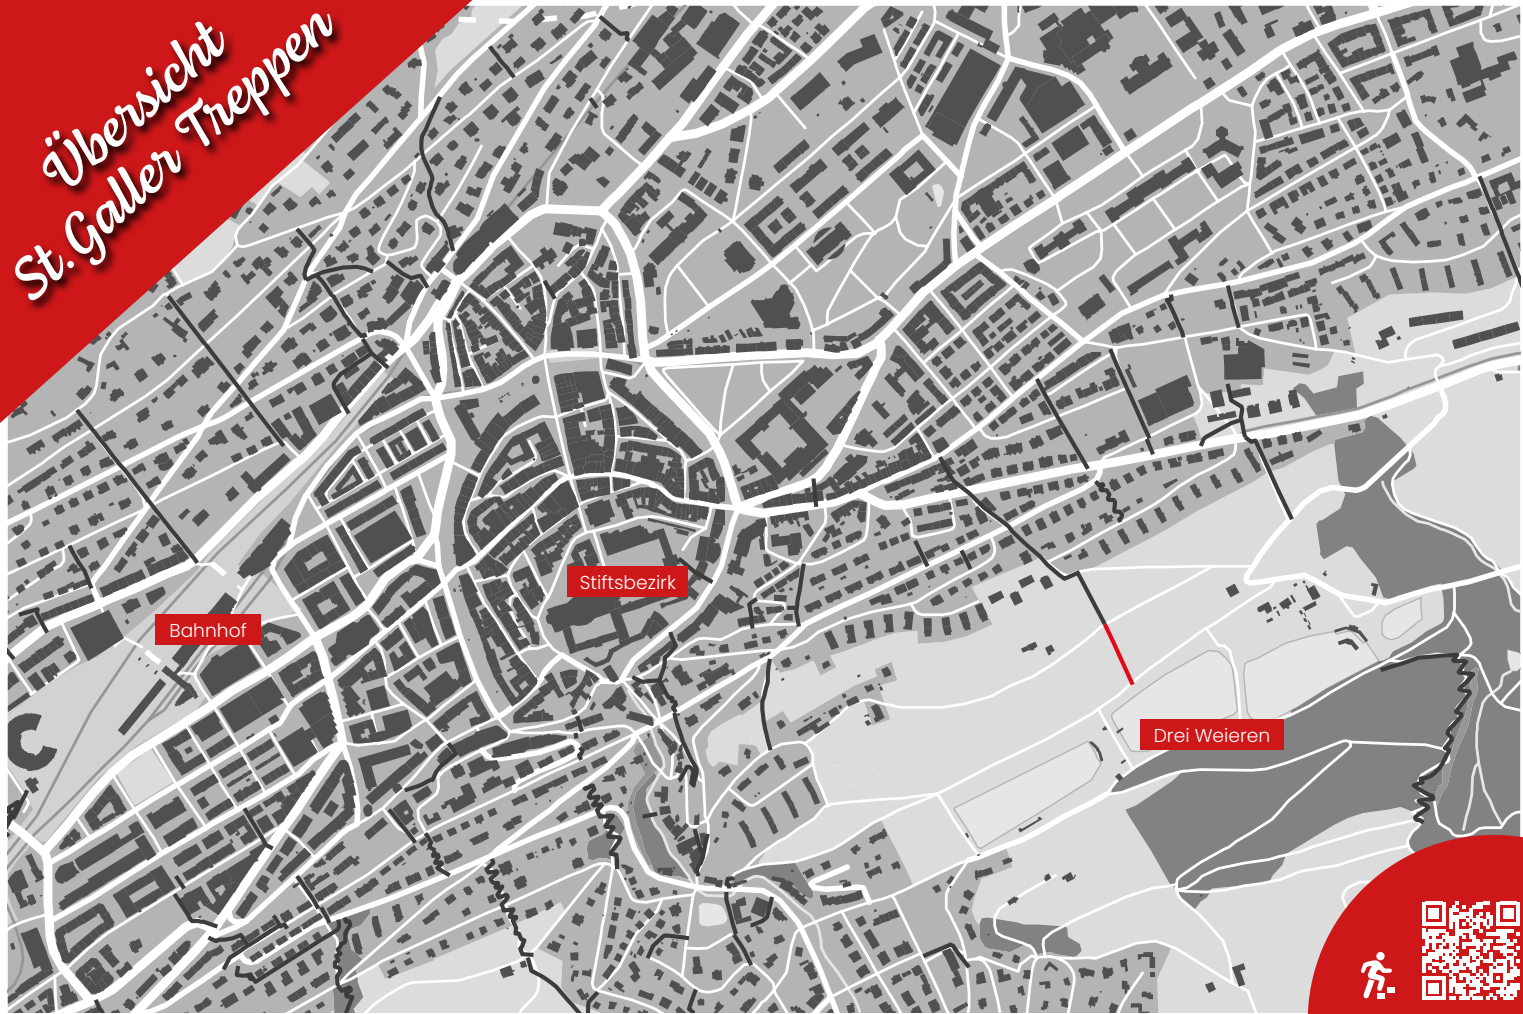 Übersicht
St. Galler Treppen
Stiftsbezirk
Bahnhof
Drei Weieren